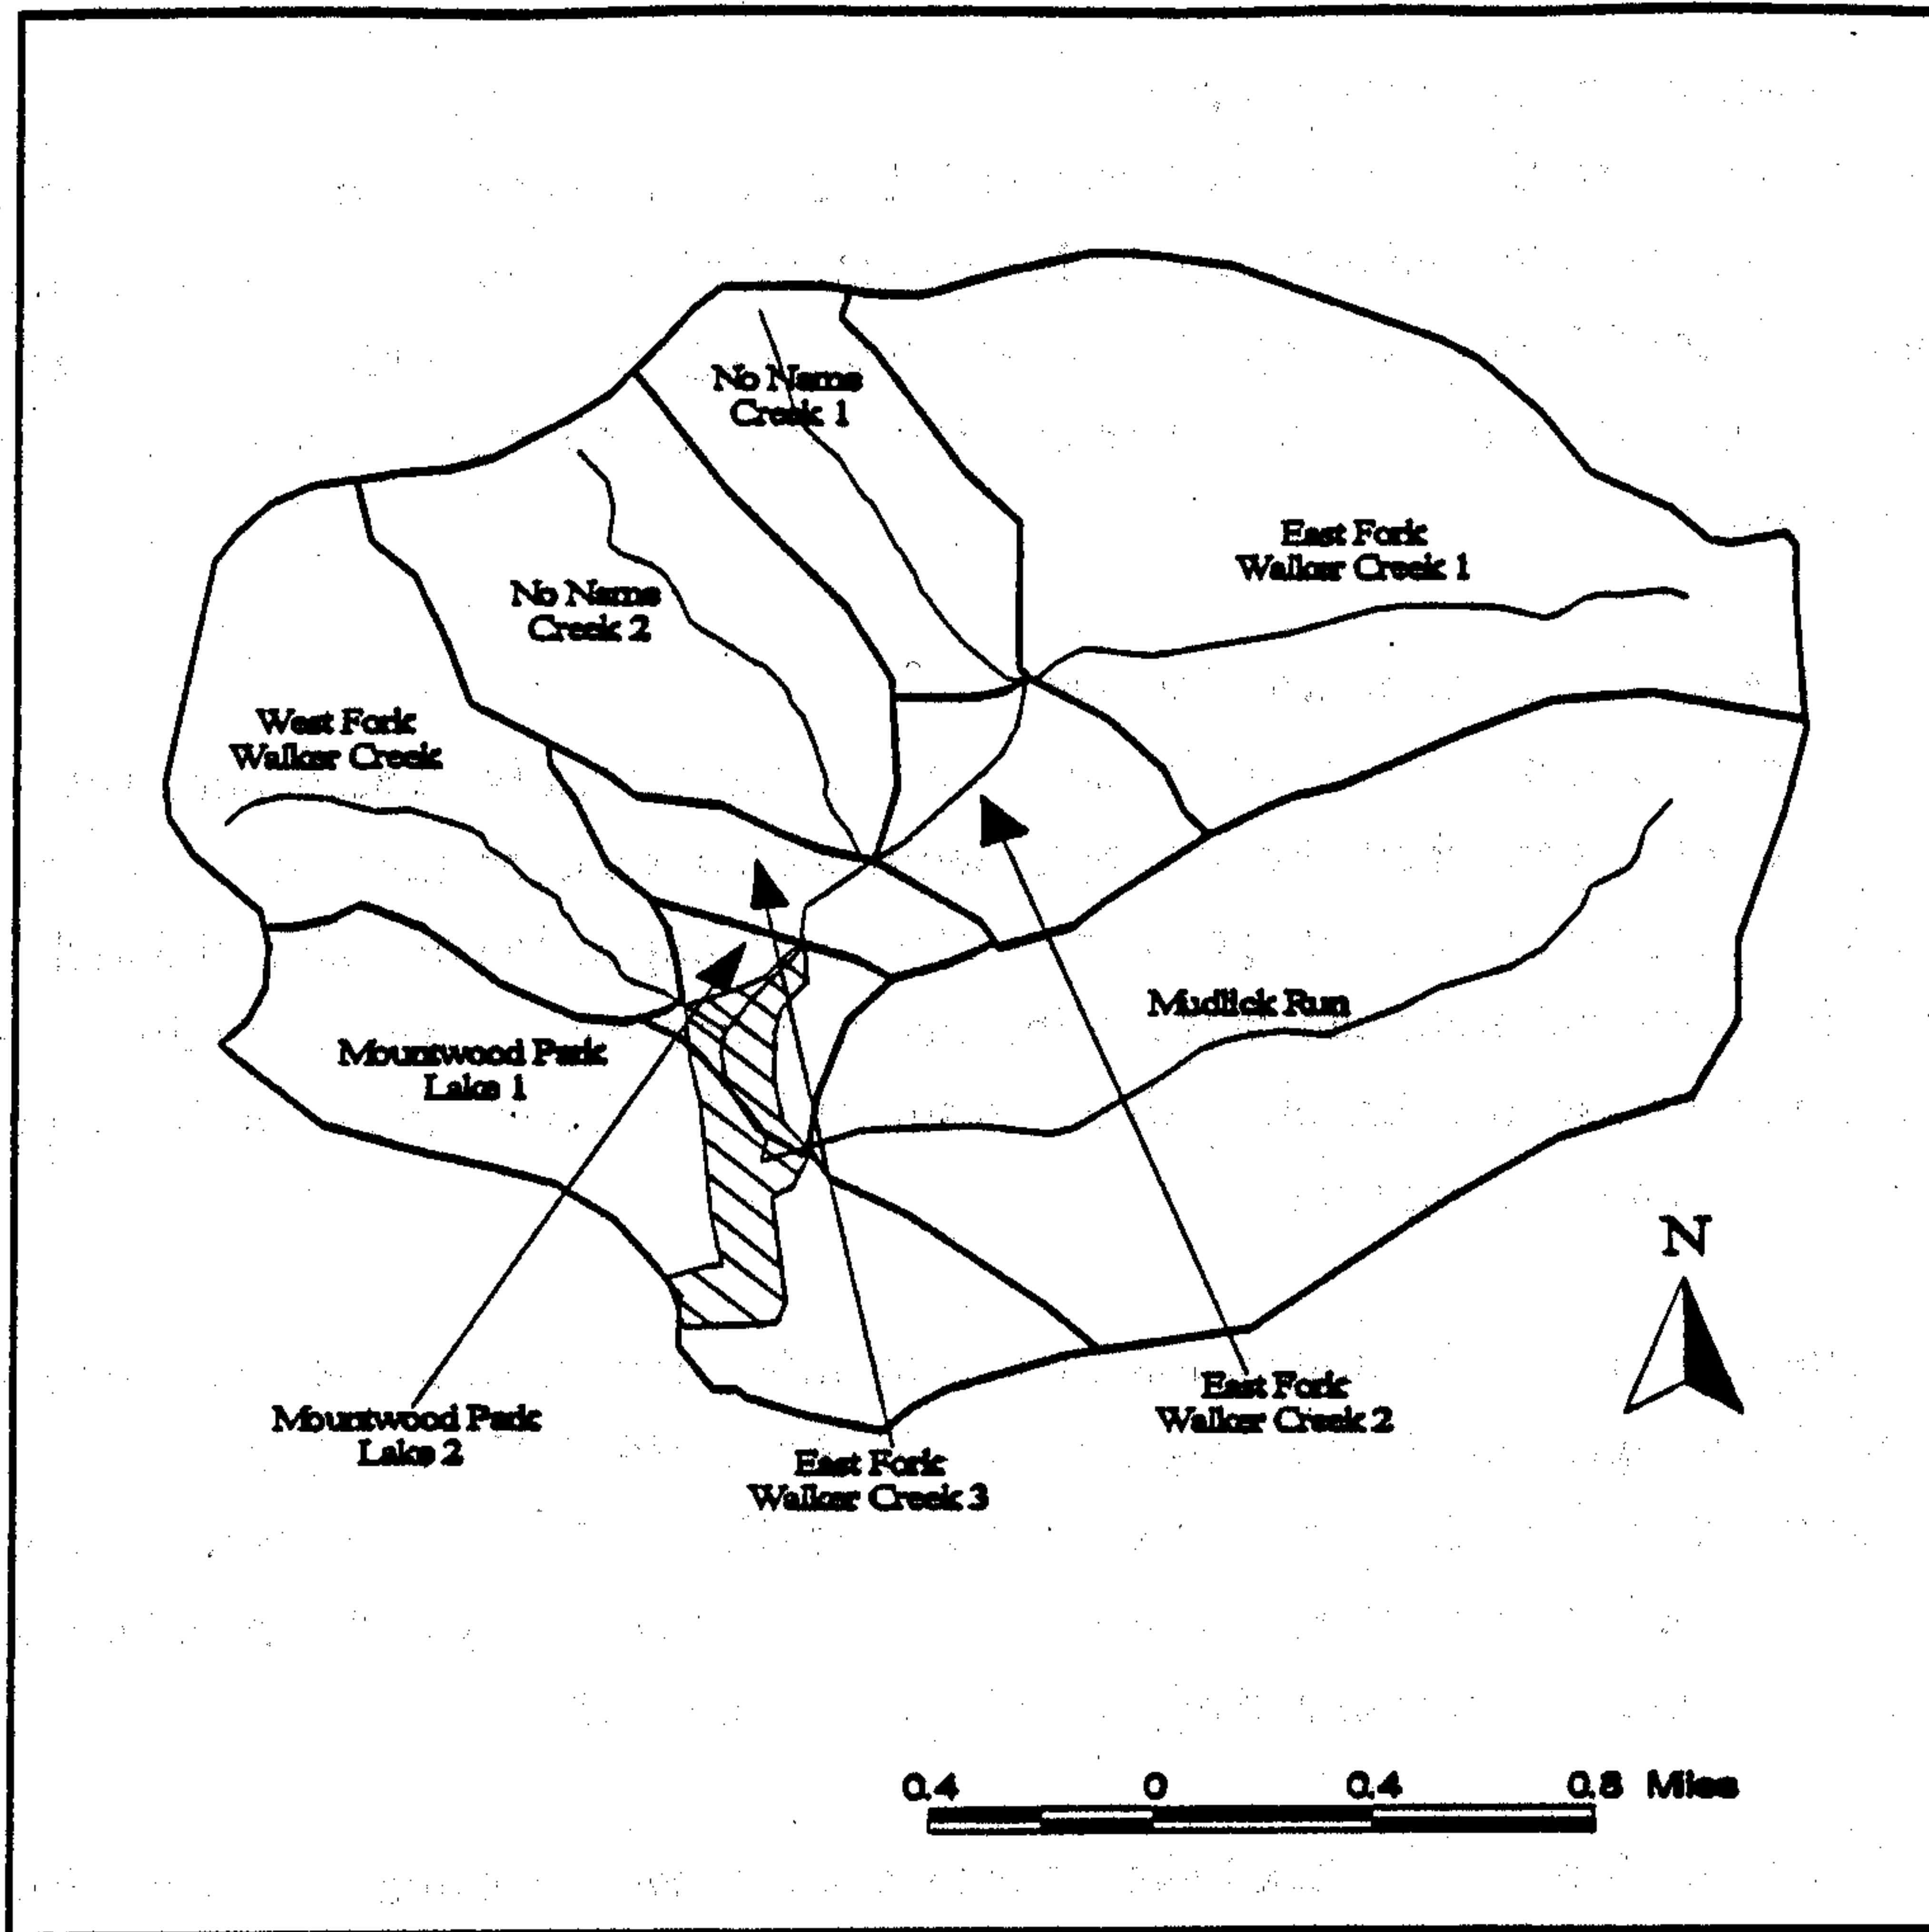 No Name
Creek 1
East Fork
Walker Creek 1
No Name
Creek 2
West Fork
Walker Creek
Mudlick Run
Mountwood Park
Lake 1
N
East Fork
Walker Creek 2
Mountwood Park
Lake 2
East Fork
Walker Creek 3
0.4 0 0.4 0.8 Miles